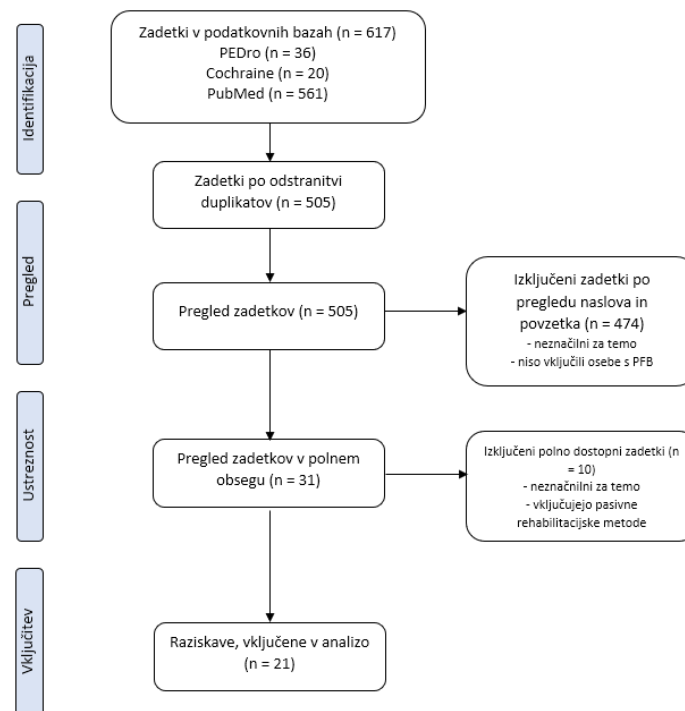 Identifikacija
Zadetki v podatkovnih bazah (n = 617)
PEDro (n = 36)
Cochraine (n = 20)
PubMed (n = 561)
Zadetki po odstranitvi
duplikatov (n = 505)
Pregled
Pregled zadetkov (n = 505)
Izključeni zadetki po
pregledu naslova in
povzetka (n = 474)
- neznačilni za temo
- niso vključili osebe s PFB
Ustreznost
Pregled zadetkov v polnem
obsegu (n = 31)
Izključeni polno dostopni zadetki (n
= 10)
- neznačnilni za temo
- vključujejo pasivne
rehabilitacijske metode
Vključitev
Raziskave, vključene v analizo
(n = 21)